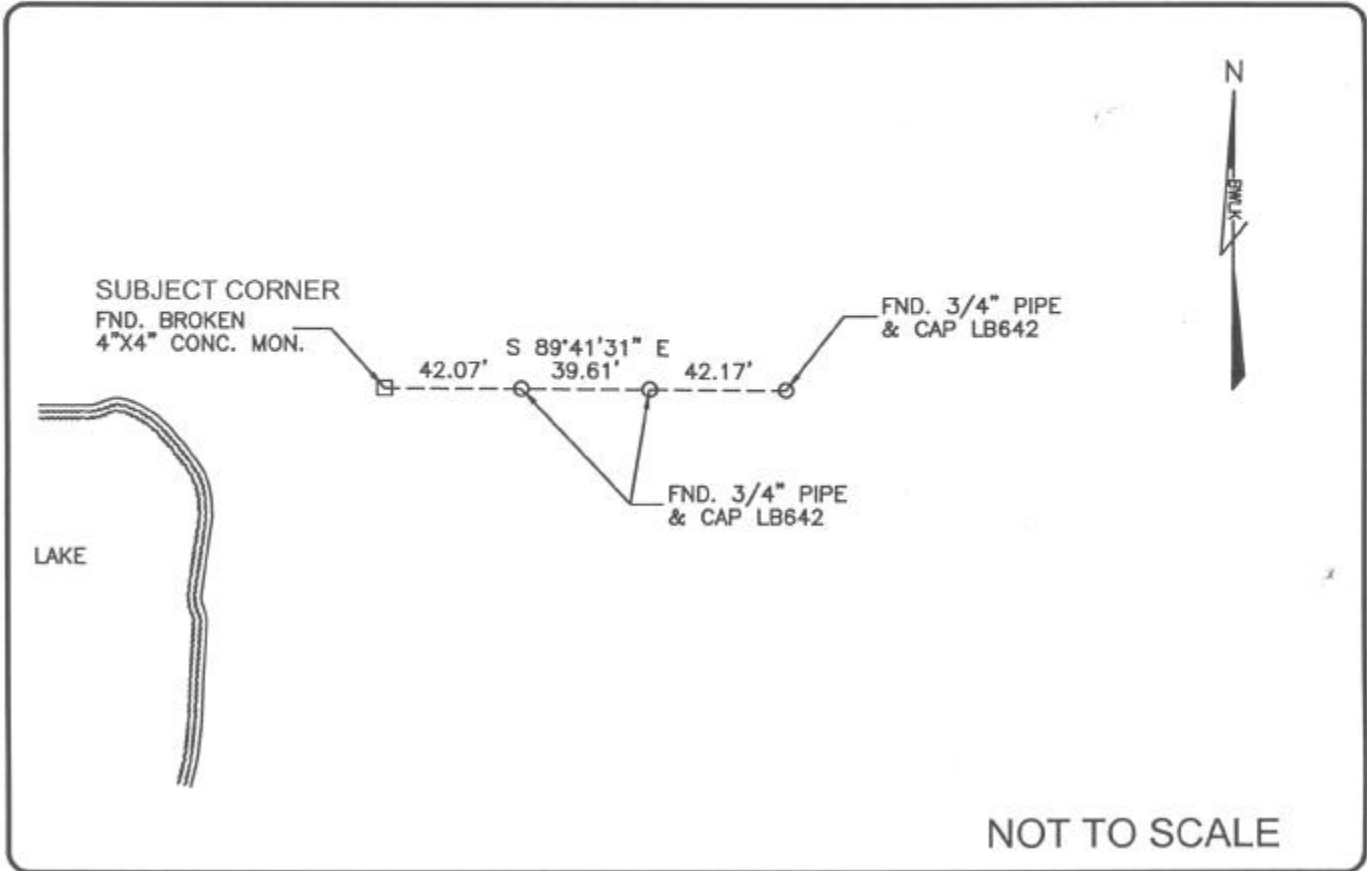 N
BWLK
SUBJECT CORNER
FND. BROKEN
4"X4" CONC. MON.
S 89°41'31" E
42.07' 39.61' 42.17'
FND. 3/4" PIPE
& CAP LB642
FND. 3/4" PIPE
& CAP LB642
LAKE
NOT TO SCALE